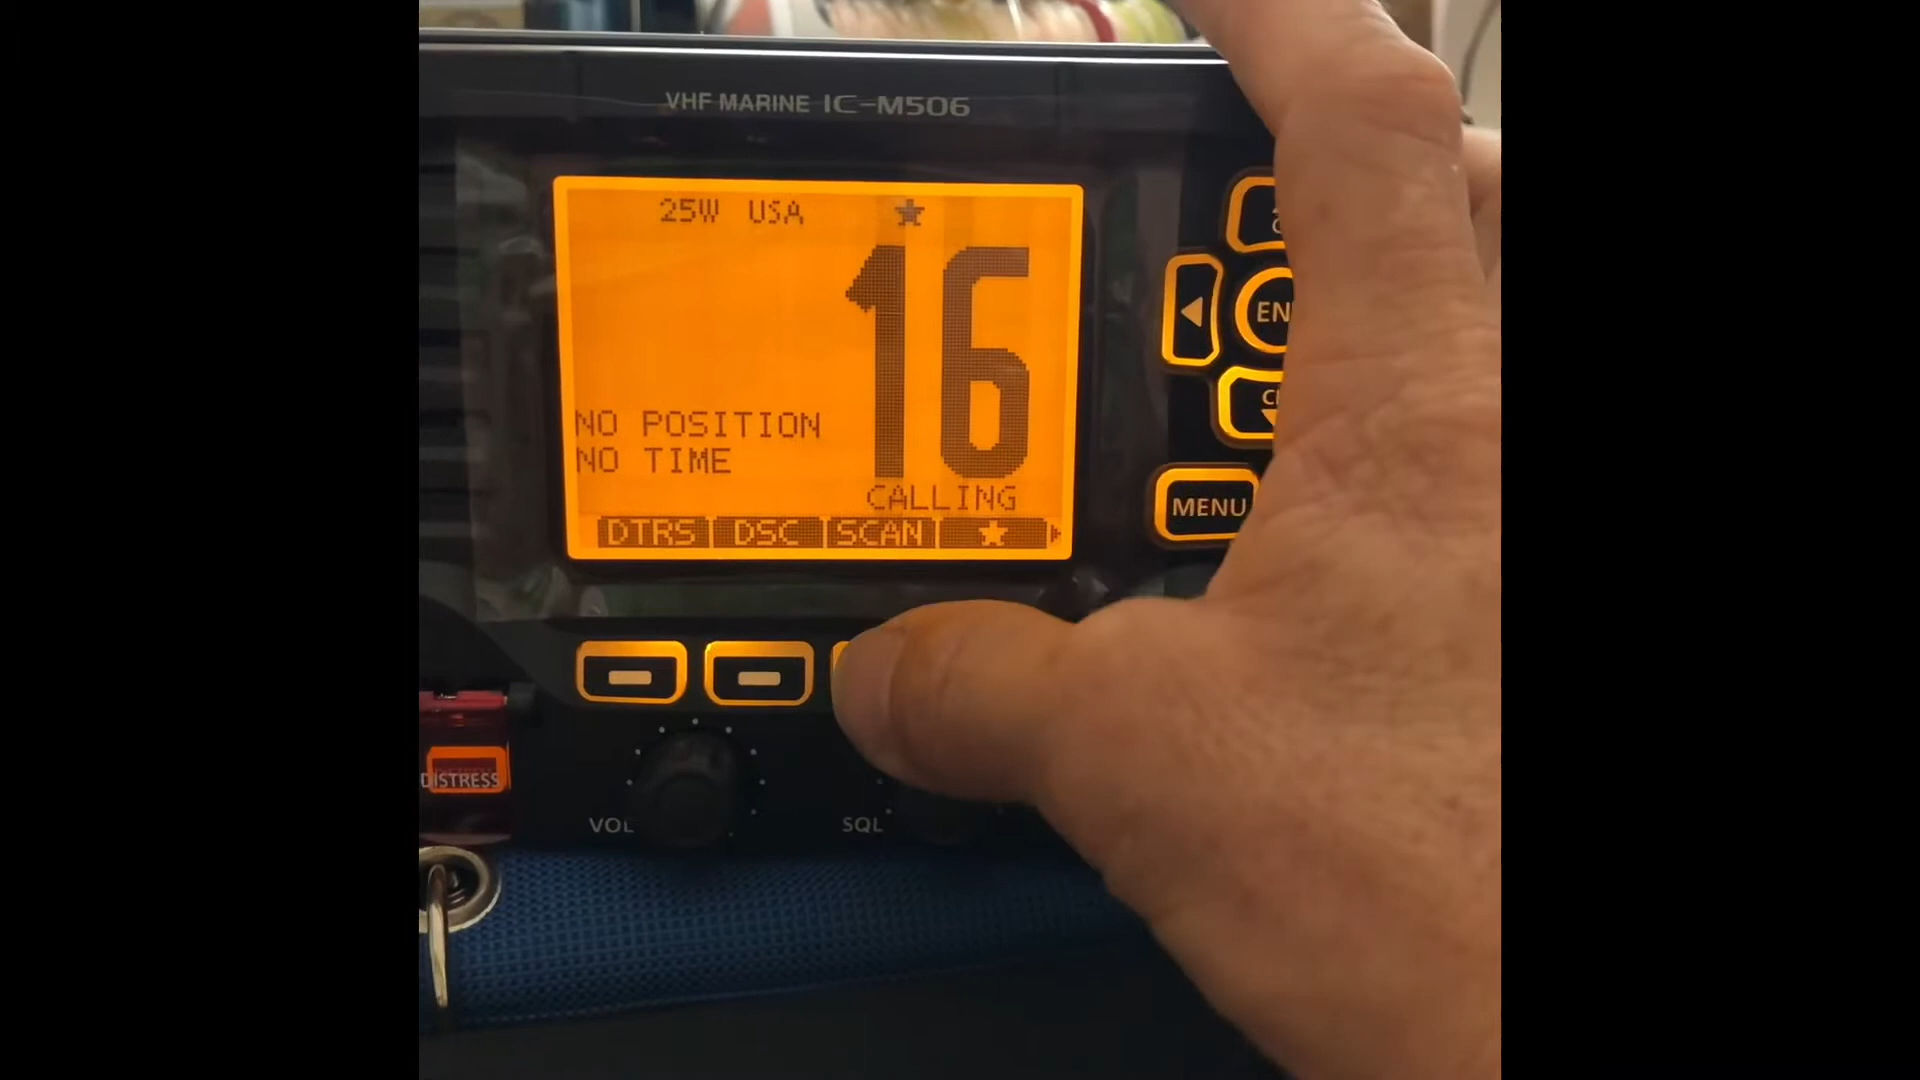 VHF MARINE IC-M506
25W USA
16
NO POSITION
NO TIME
CALLING
DTRS DSC SCAN
MENU
DISTRESS
VOL
SQL